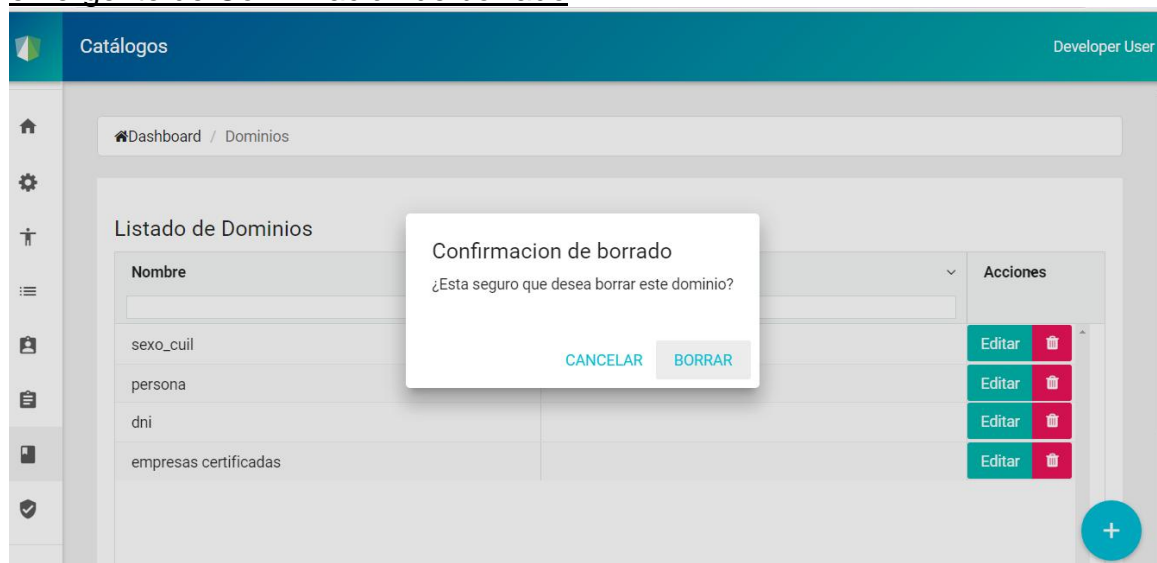 Catálogos
Developer User
Dashboard / Dominios
Listado de Dominios
Nombre
Acciones
Confirmacion de borrado
¿Esta seguro que desea borrar este dominio?
CANCELAR BORRAR
sexo_cuil
Editar
persona
Editar
dni
Editar
empresas certificadas
Editar
+